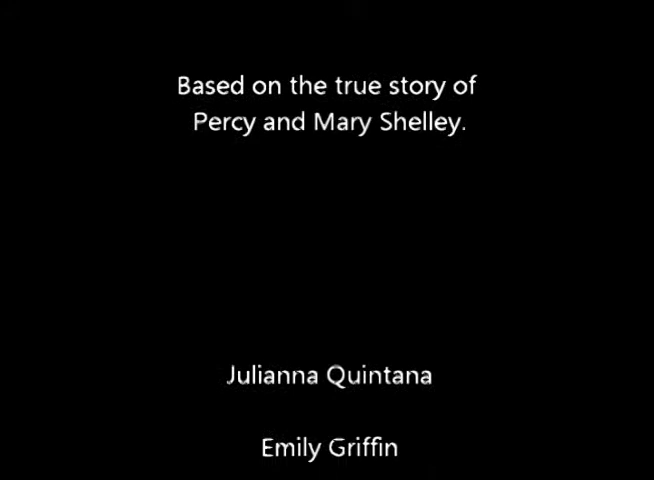 Based on the true story of
Percy and Mary Shelley.
Julianna Quintana
Emily Griffin